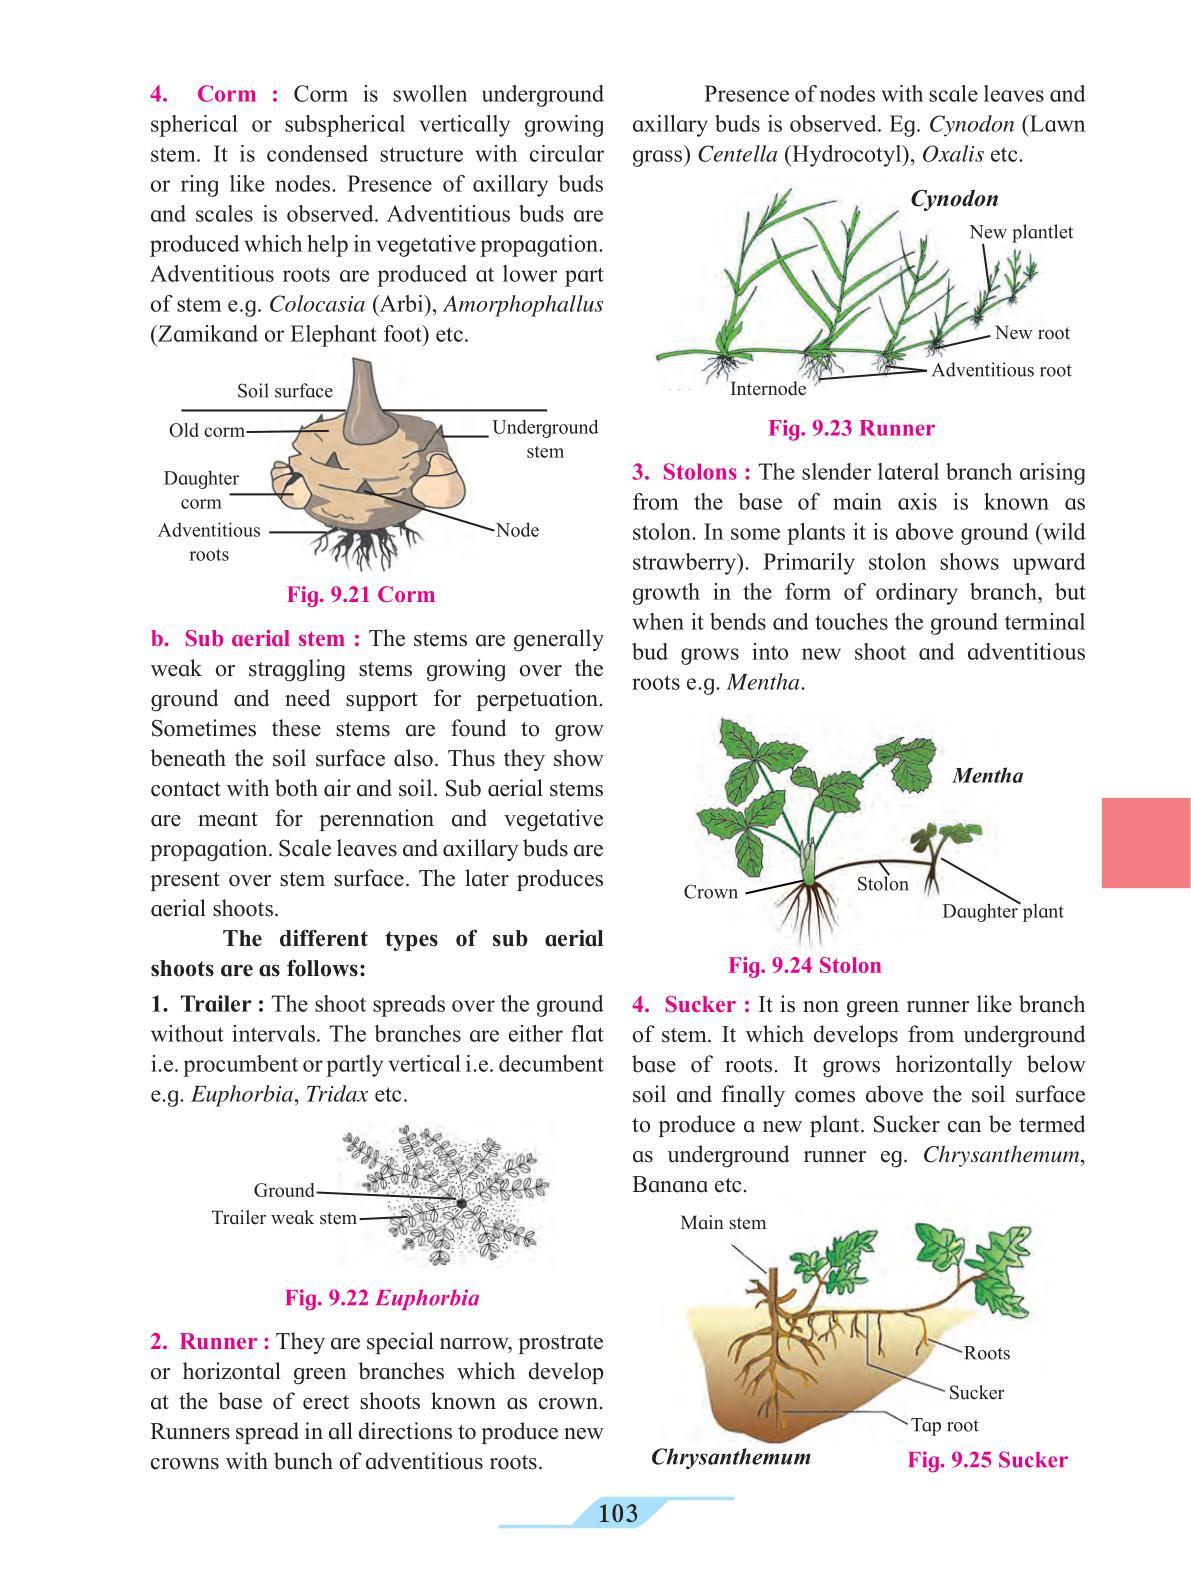 4. Corm : Corm is swollen underground
spherical or subspherical vertically growing
stem. It is condensed structure with circular
or ring like nodes. Presence of axillary buds
and scales is observed. Adventitious buds are
produced which help in vegetative propagation.
Adventitious roots are produced at lower part
of stem e.g. Colocasia (Arbi), Amorphophallus
(Zamikand or Elephant foot) etc.
Soil surface
Old corm
Underground
stem
Daughter
corm
Adventitious
roots
Node
Fig. 9.21 Corm
b. Sub aerial stem : The stems are generally
weak or straggling stems growing over the
ground and need support for perpetuation.
Sometimes these stems are found to grow
beneath the soil surface also. Thus they show
contact with both air and soil. Sub aerial stems
are meant for perennation and vegetative
propagation. Scale leaves and axillary buds are
present over stem surface. The later produces
aerial shoots.
The different types of sub aerial
shoots are as follows:
1. Trailer : The shoot spreads over the ground
without intervals. The branches are either flat
i.e. procumbent or partly vertical i.e. decumbent
e.g. Euphorbia, Tridax etc.
Ground
Trailer weak stem
Fig. 9.22 Euphorbia
2. Runner : They are special narrow, prostrate
or horizontal green branches which develop
at the base of erect shoots known as crown.
Runners spread in all directions to produce new
crowns with bunch of adventitious roots.
Presence of nodes with scale leaves and
axillary buds is observed. Eg. Cynodon (Lawn
grass) Centella (Hydrocotyl), Oxalis etc.
Cynodon
New plantlet
New root
Adventitious root
Internode
Fig. 9.23 Runner
3. Stolons : The slender lateral branch arising
from the base of main axis is known as
stolon. In some plants it is above ground (wild
strawberry). Primarily stolon shows upward
growth in the form of ordinary branch, but
when it bends and touches the ground terminal
bud grows into new shoot and adventitious
roots e.g. Mentha.
Mentha
Crown
Stolon
Daughter plant
Fig. 9.24 Stolon
4. Sucker : It is non green runner like branch
of stem. It which develops from underground
base of roots. It grows horizontally below
soil and finally comes above the soil surface
to produce a new plant. Sucker can be termed
as underground runner eg. Chrysanthemum,
Banana etc.
Main stem
Roots
Sucker
Tap root
Chrysanthemum
Fig. 9.25 Sucker
103